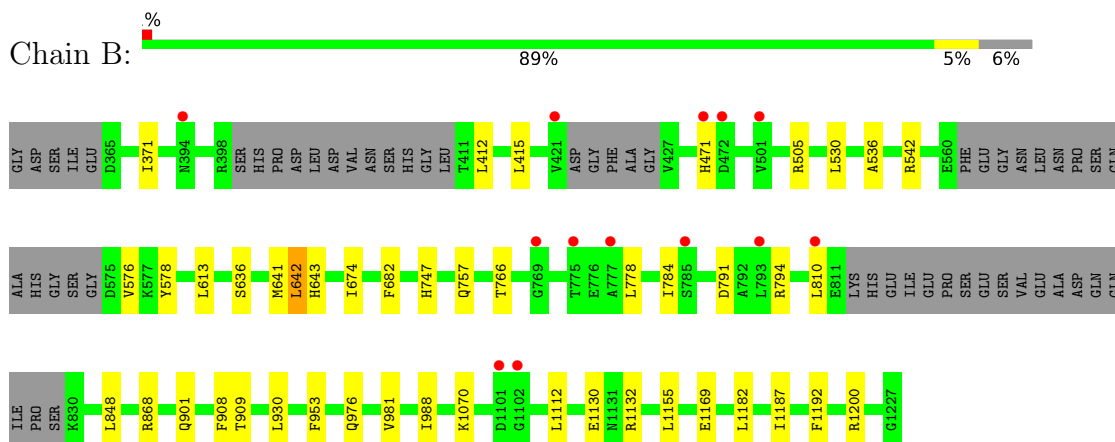 .%
Chain B:
89% 5% 6%
GLY ASP SER ILE GLU D365 I371 N394 R398 SER HIS PRO ASP LEU ASP VAL ASN SER HIS GLY LEU T411 L412 L415 V421 ASP GLY PHE ALA GLY V427 H471 D472 V501 R505 L530 A536 R542 E560 PHE GLU GLY ASN LEU ASN PRO SER GLN
ALA HIS GLY SER GLY D575 V576 K577 Y578 L613 S636 M641 L642 H643 I674 F682 H747 Q757 T766 G769 T775 E776 A777 L778 I784 S785 D791 A792 L793 R794 L810 E811 LYS HIS GLU ILE GLU PRO SER GLU SER VAL GLU ALA ASP GLN GLN
ILE PRO SER K830 L848 R868 Q901 F908 T909 L930 F953 Q976 V981 I988 K1070 D1101 G1102 L1112 E1130 N1131 R1132 L1155 E1169 L1182 I1187 F1192 R1200 G1227